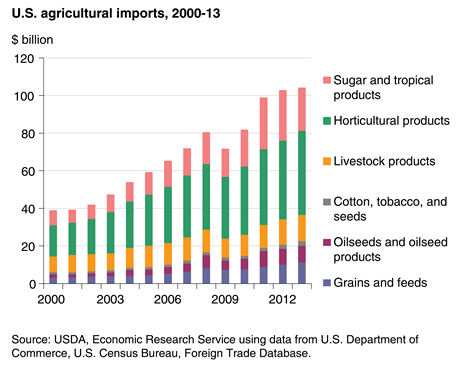 U.S. agricultural imports, 2000-13
$ billion
120
100
80
60
40
20
0
2000
2003
2006
2009
2012
Sugar and tropical
products
Horticultural products
Livestock products
Cotton, tobacco, and
seeds
Oilseeds and oilseed
products
Grains and feeds
Source: USDA, Economic Research Service using data from U.S. Department of
Commerce, U.S. Census Bureau, Foreign Trade Database.